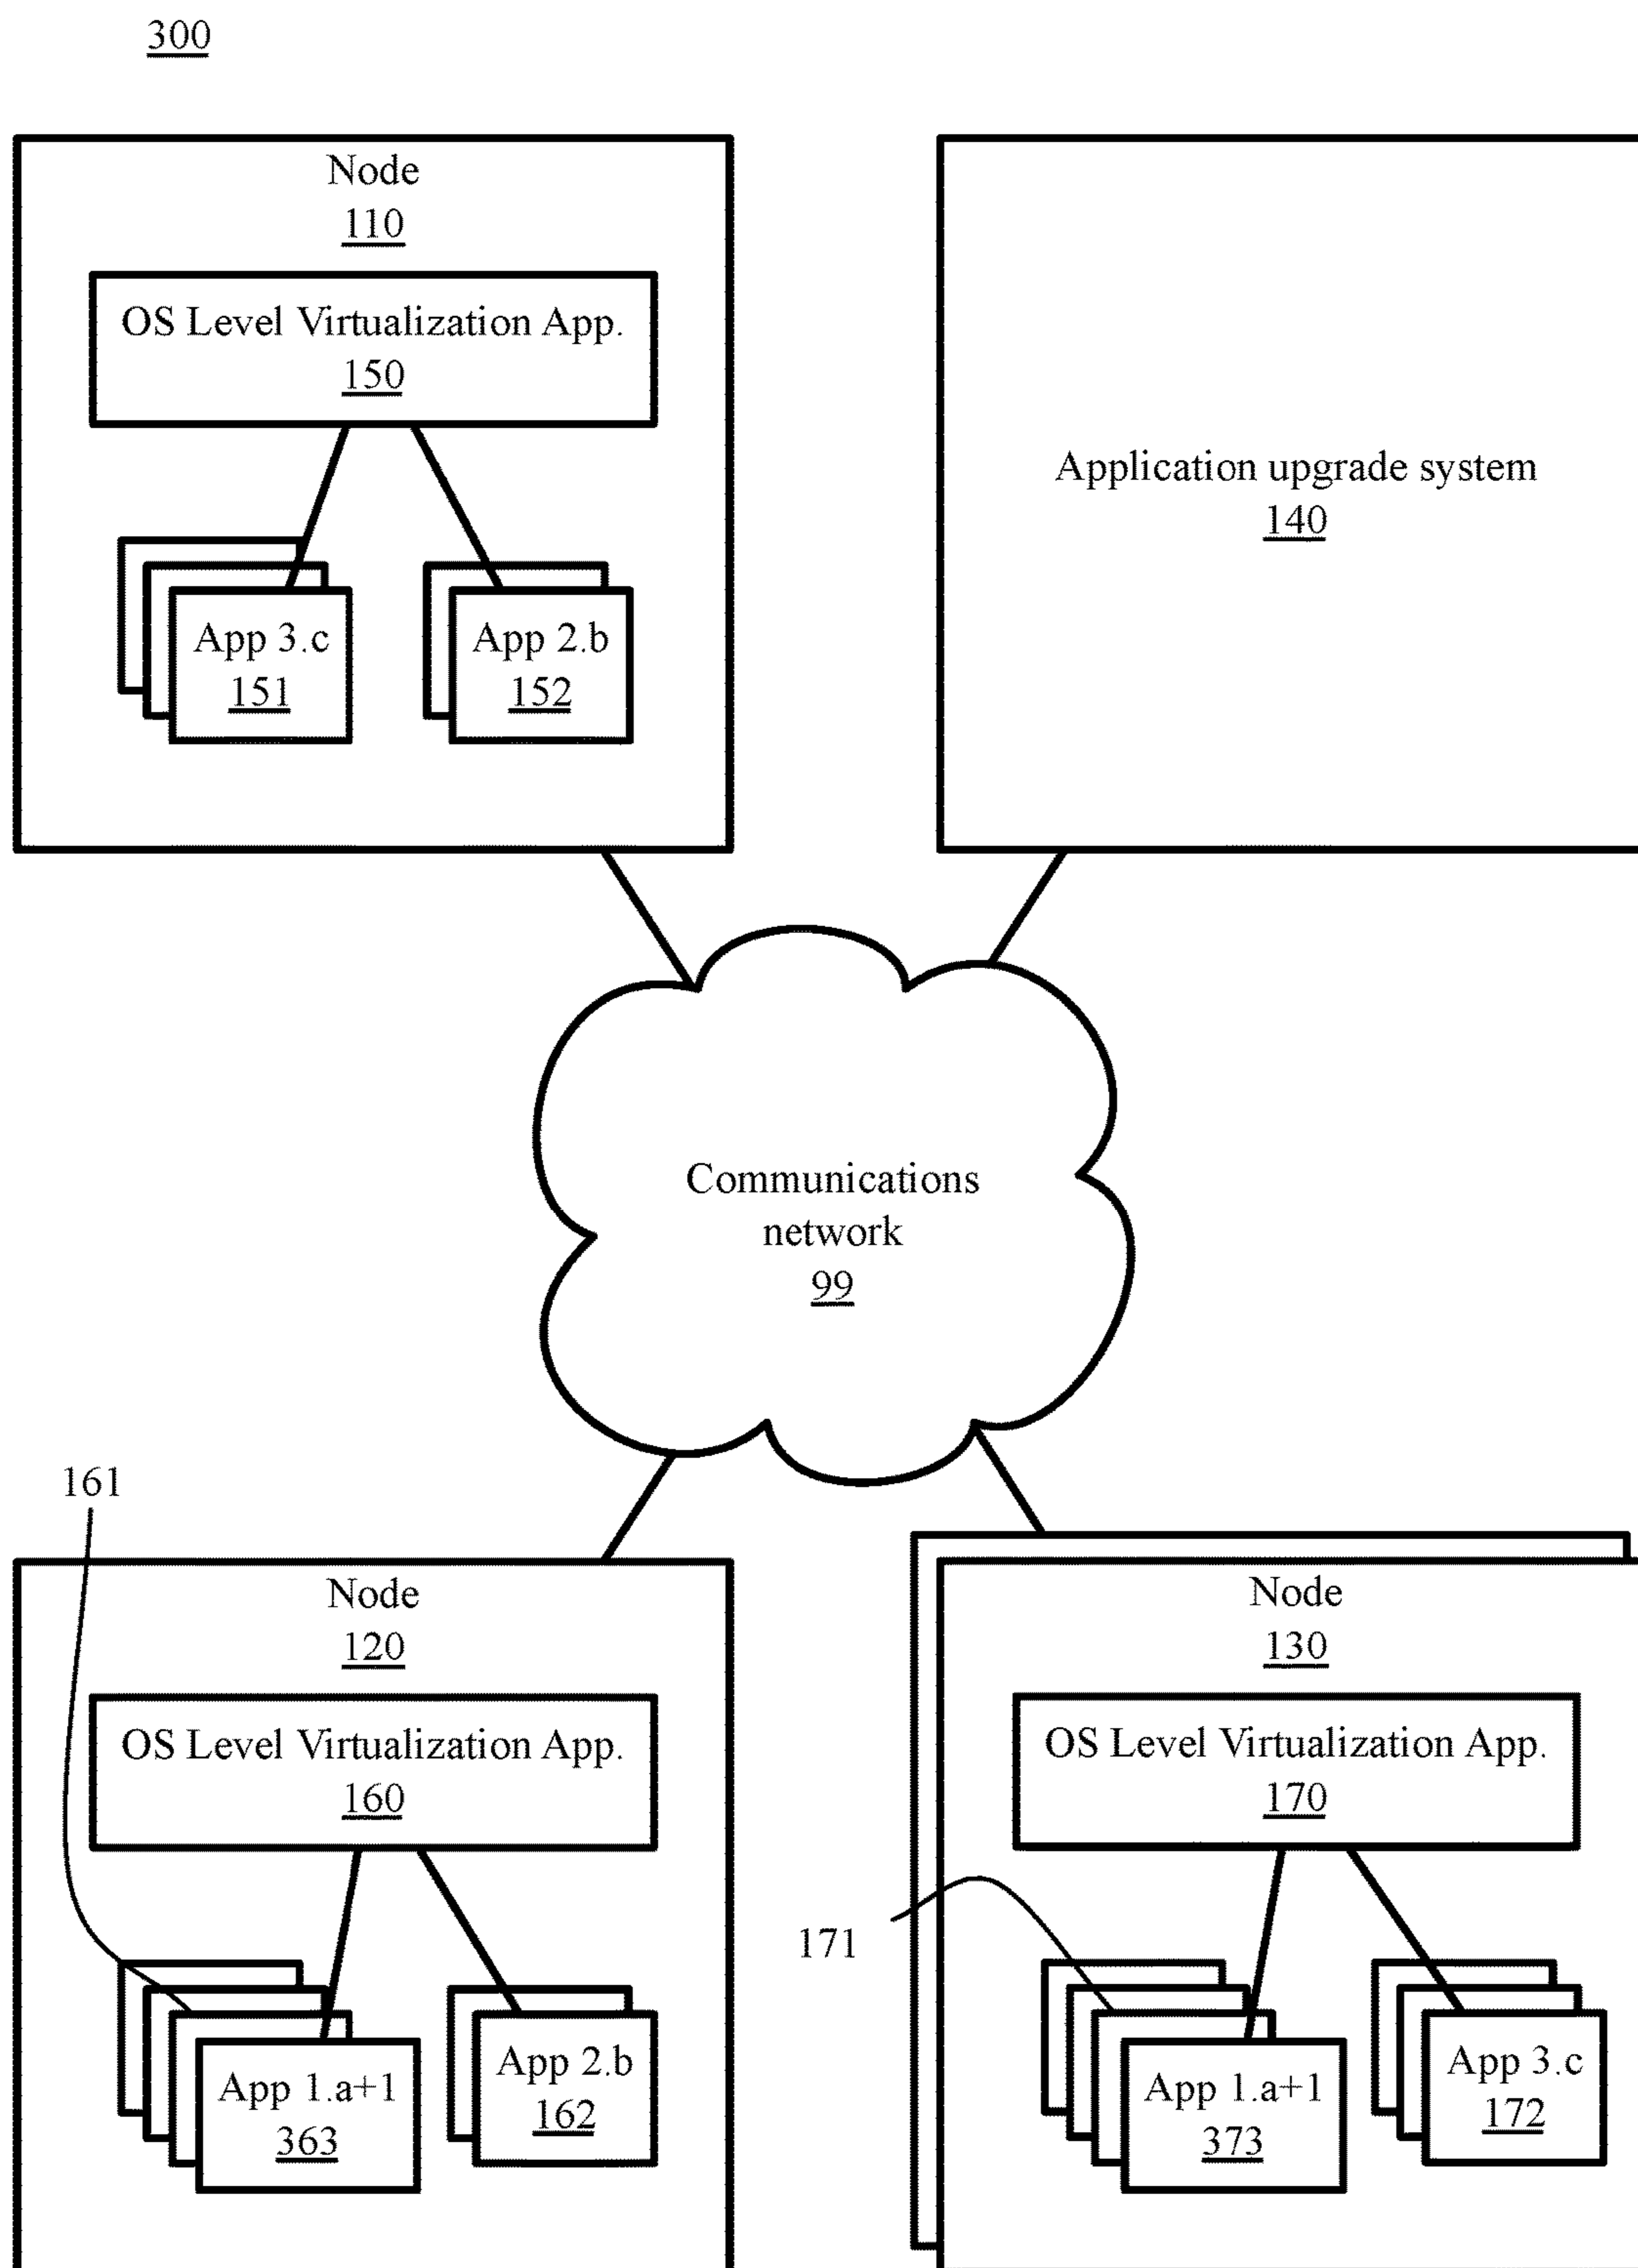 300
Node
110
OS Level Virtualization App.
150
App 3.c
151
App 2.b
152
Application upgrade system
140
Communications
network
99
161
Node
120
OS Level Virtualization App.
160
App 1.a+1
363
App 2.b
162
171
Node
130
OS Level Virtualization App.
170
App 1.a+1
373
App 3.c
172